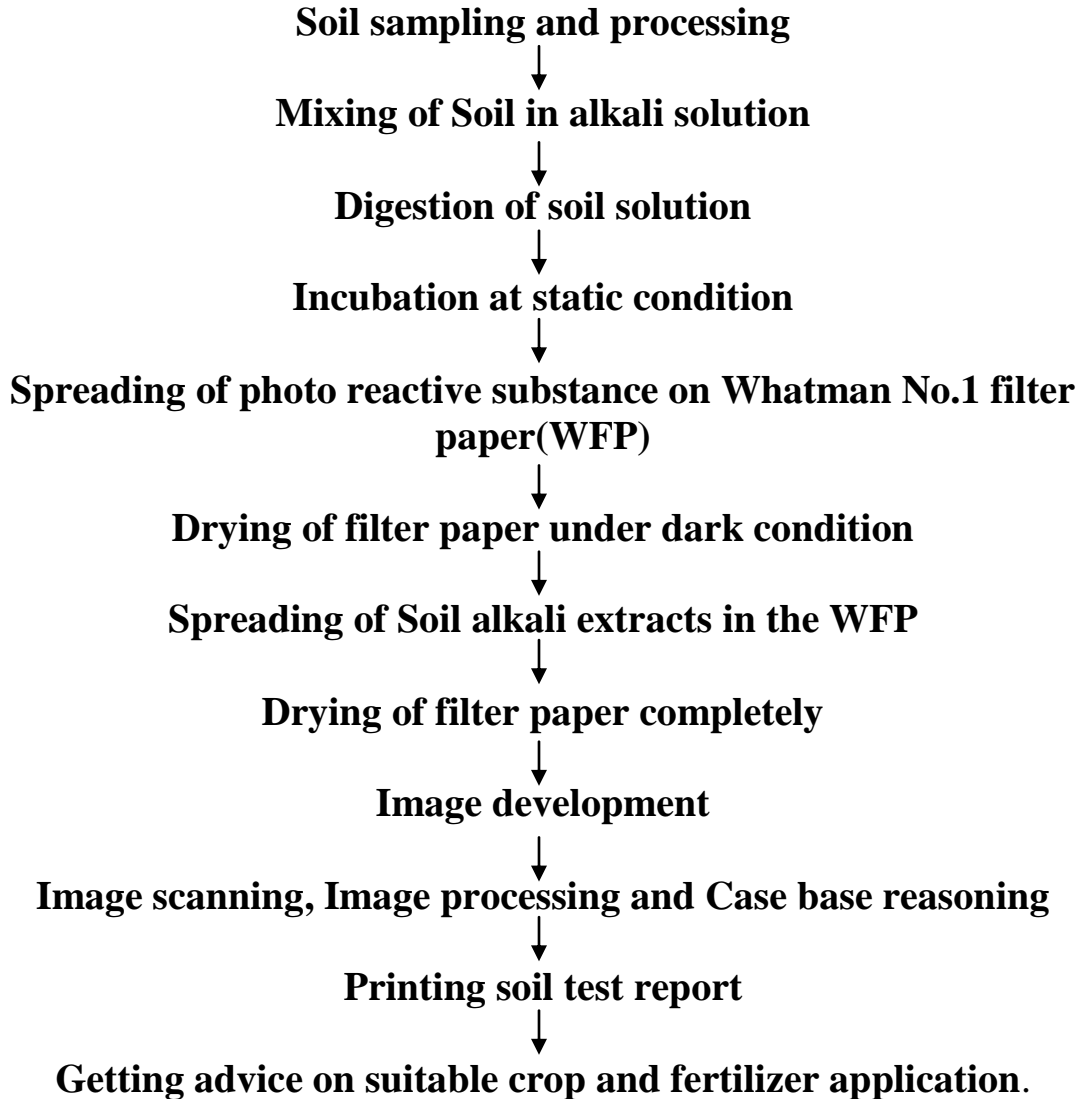 Soil sampling and processing
Mixing of Soil in alkali solution
Digestion of soil solution
Incubation at static condition
Spreading of photo reactive substance on Whatman No.1 filter
paper(WFP)
Drying of filter paper under dark condition
Spreading of Soil alkali extracts in the WFP
Drying of filter paper completely
Image development
Image scanning, Image processing and Case base reasoning
Printing soil test report
Getting advice on suitable crop and fertilizer application.